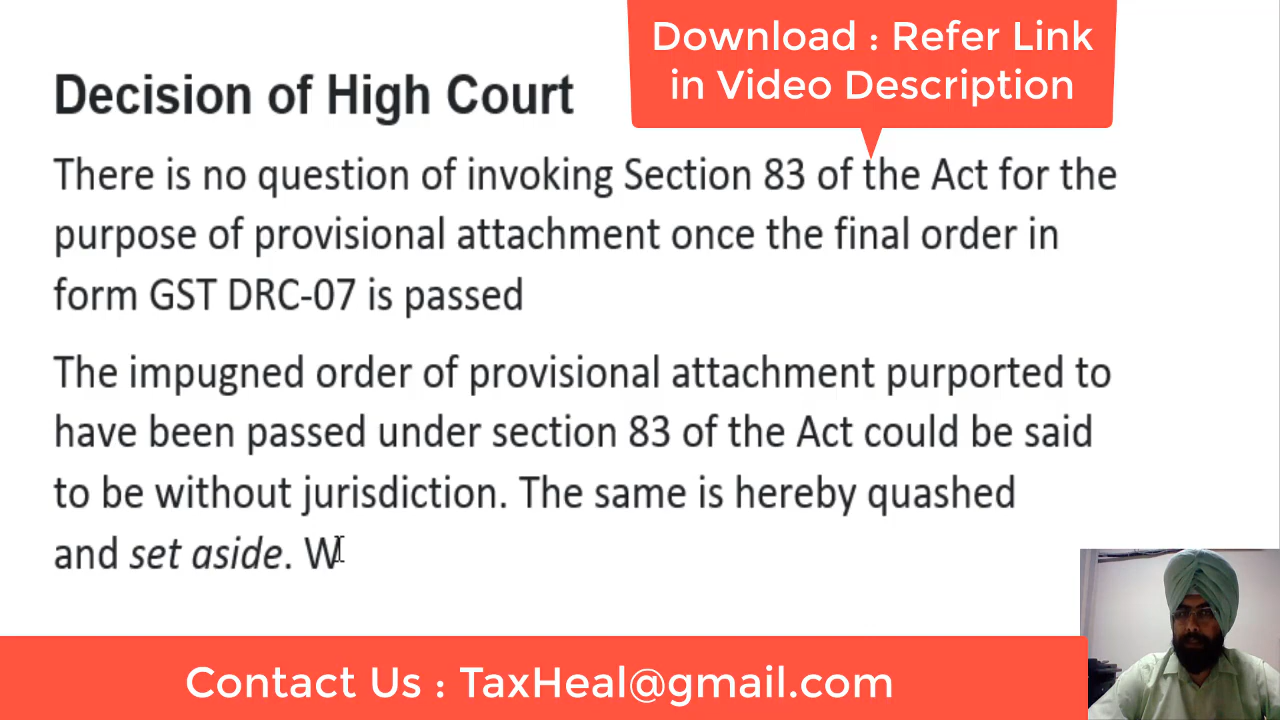 Download : Refer Link
in Video Description
Decision of High Court
There is no question of invoking Section 83 of the Act for the
purpose of provisional attachment once the final order in
form GST DRC-07 is passed
The impugned order of provisional attachment purported to
have been passed under section 83 of the Act could be said
to be without jurisdiction. The same is hereby quashed
and set aside. W
Contact Us : TaxHeal@gmail.com